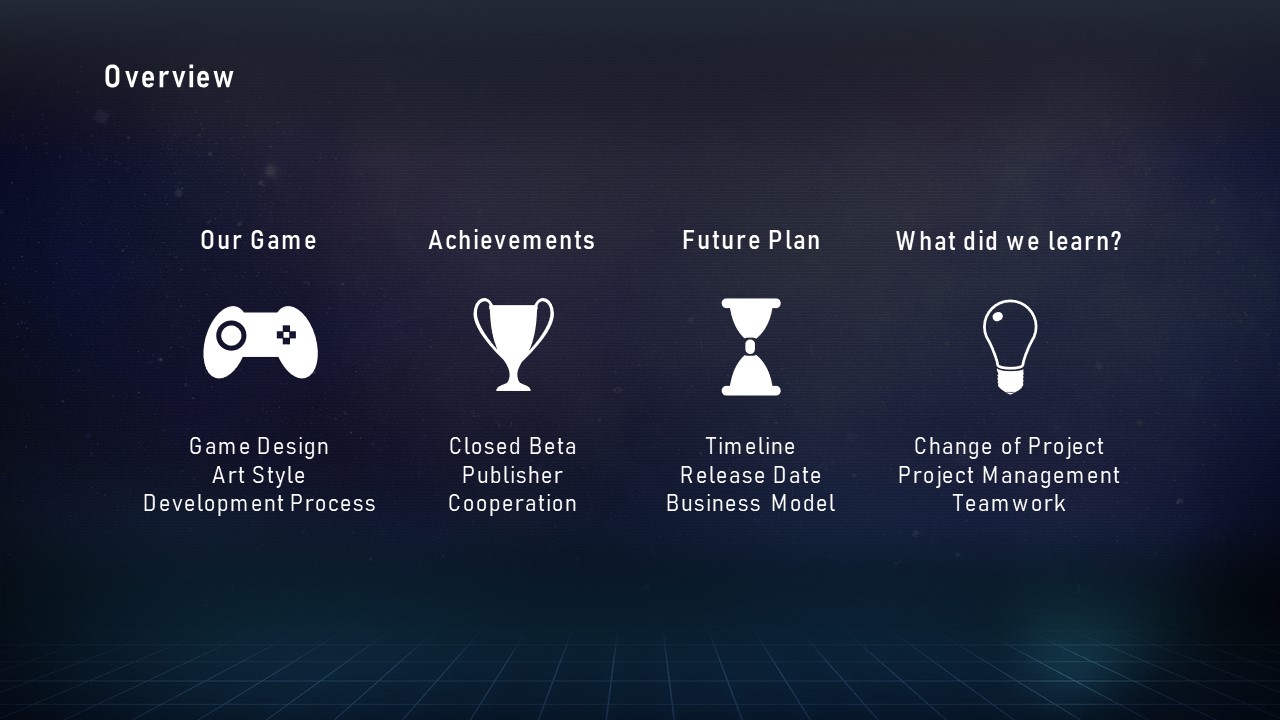 Overview
Our Game
Game Design
Art Style
Development Process
Achievements
Closed Beta
Publisher
Cooperation
Future Plan
Timeline
Release Date
Business Model
What did we learn?
Change of Project
Project Management
Teamwork